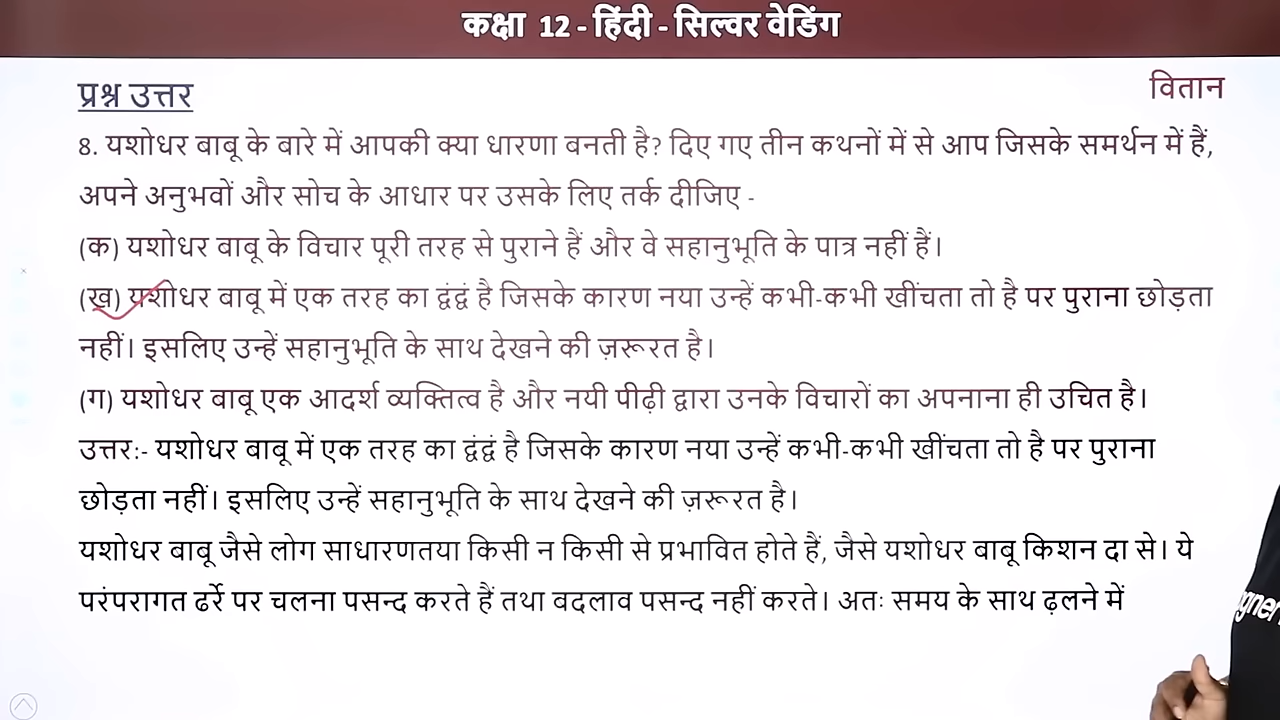 कक्षा 12 - हिंदी - सिल्वर वेडिंग
वितान
प्रश्न उत्तर
8. यशोधर बाबू के बारे में आपकी क्या धारणा बनती है? दिए गए तीन कथनों में से आप जिसके समर्थन में हैं,
अपने अनुभवों और सोच के आधार पर उसके लिए तर्क दीजिए -
(क) यशोधर बाबू के विचार पूरी तरह से पुराने हैं और वे सहानुभूति के पात्र नहीं हैं।
(ख) यशोधर बाबू में एक तरह का द्वंद्वं है जिसके कारण नया उन्हें कभी-कभी खींचता तो है पर पुराना छोड़ता
नहीं। इसलिए उन्हें सहानुभूति के साथ देखने की ज़रूरत है।
(ग) यशोधर बाबू एक आदर्श व्यक्तित्व है और नयी पीढ़ी द्वारा उनके विचारों का अपनाना ही उचित है।
उत्तर:- यशोधर बाबू में एक तरह का द्वंद्वं है जिसके कारण नया उन्हें कभी-कभी खींचता तो है पर पुराना
छोड़ता नहीं। इसलिए उन्हें सहानुभूति के साथ देखने की ज़रूरत है।
यशोधर बाबू जैसे लोग साधारणतया किसी न किसी से प्रभावित होते हैं, जैसे यशोधर बाबू किशन दा से। ये
परंपरागत ढर्रे पर चलना पसन्द करते हैं तथा वदलाव पसन्द नहीं करते। अतः समय के साथ ढ़लने में